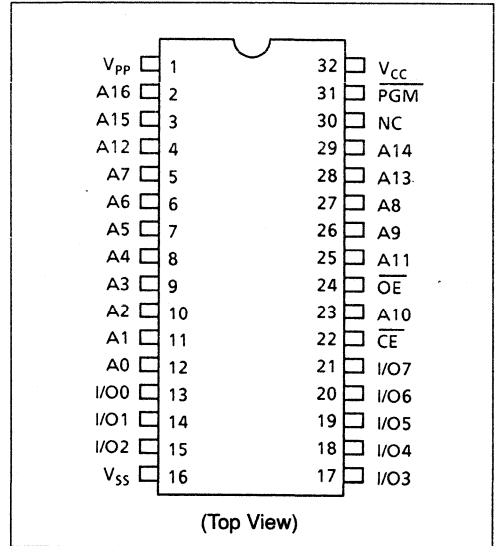 VPP 1 32 VCC
A16 2 31 PGM
A15 3 30 NC
A12 4 29 A14
A7 5 28 A13
A6 6 27 A8
A5 7 26 A9
A4 8 25 A11
A3 9 24 OE
A2 10 23 A10
A1 11 22 CE
A0 12 21 I/O7
I/O0 13 20 I/O6
I/O1 14 19 I/O5
I/O2 15 18 I/O4
VSS 16 17 I/O3
(Top View)